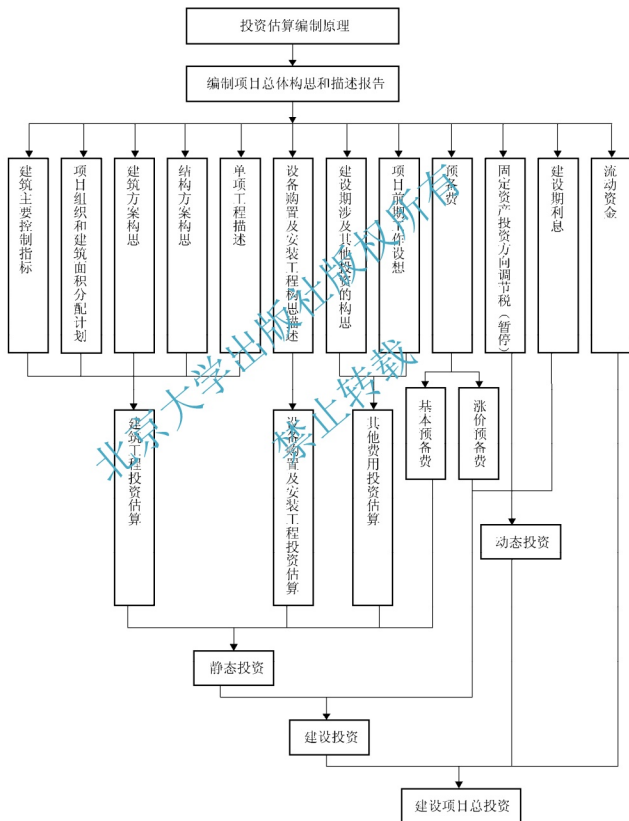 投资估算编制原理
编制项目总体构思和描述报告
建筑主要控制指标
项目组织和建筑面积分配计划
建筑方案构思
结构方案构思
单项工程描述
设备购置及安装工程构思描述
建设期涉及其他投资的构思
项目前期工作设想
预备费
固定资产投资方向调节税（暂停）
建设期利息
流动资金
建筑工程投资估算
设备购置及安装工程投资估算
其他费用投资估算
基本预备费
涨价预备费
动态投资
静态投资
建设投资
建设项目总投资
北京大学出版社版权所有
禁止转载